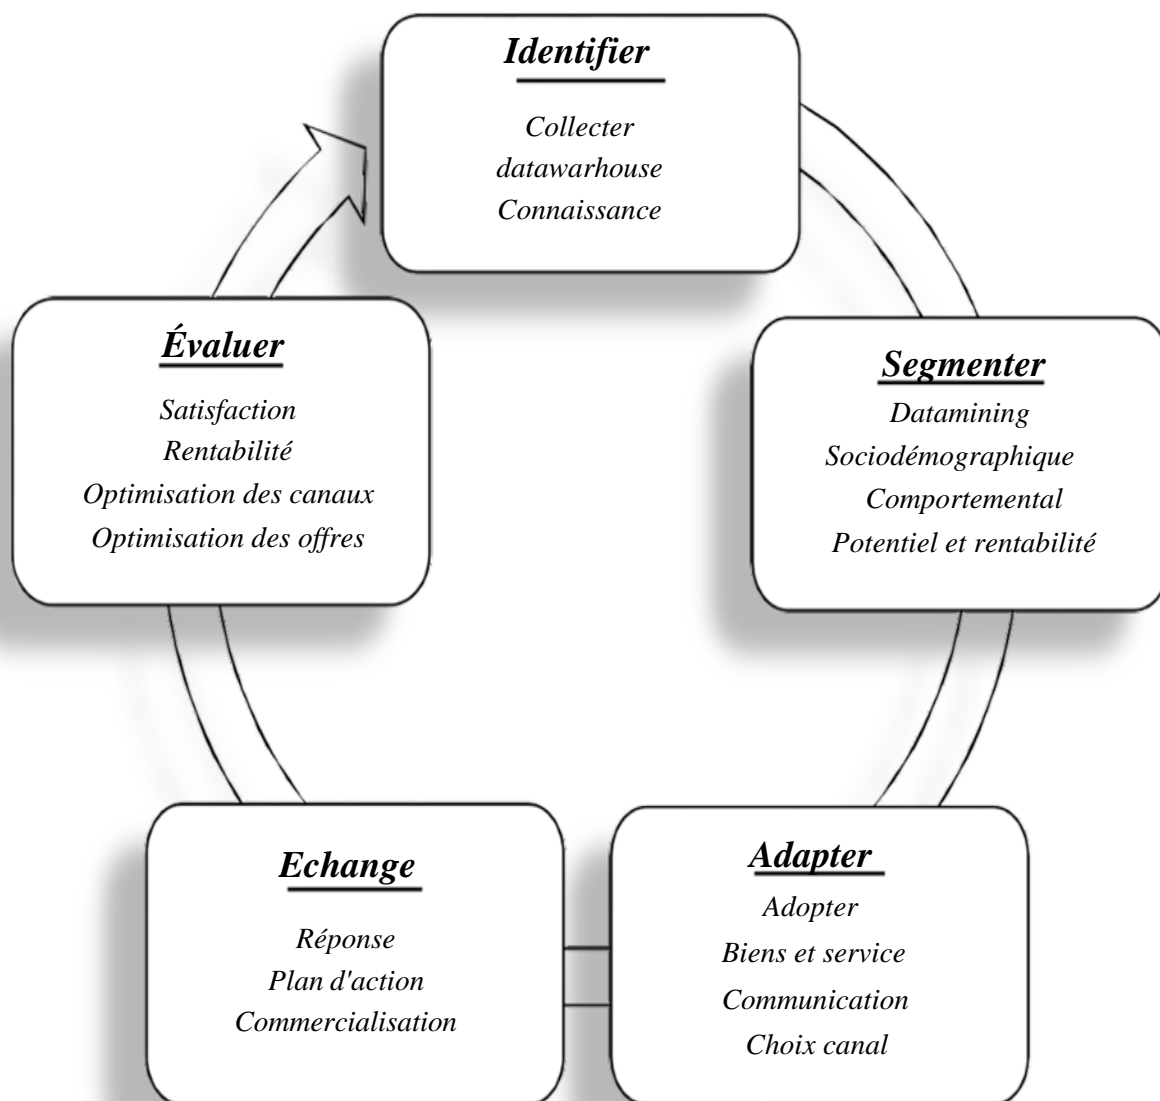 Identifier
Collecter
datawarhouse
Connaissance
Segmenter
Datamining
Sociodémographique
Comportemental
Potentiel et rentabilité
Adapter
Adopter
Biens et service
Communication
Choix canal
Echange
Réponse
Plan d'action
Commercialisation
Évaluer
Satisfaction
Rentabilité
Optimisation des canaux
Optimisation des offres